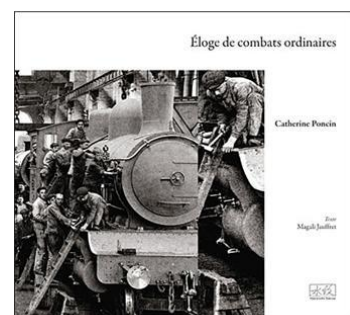 Éloge de combats ordinaires
Catherine Poncin
Texte
Magali Jauffret